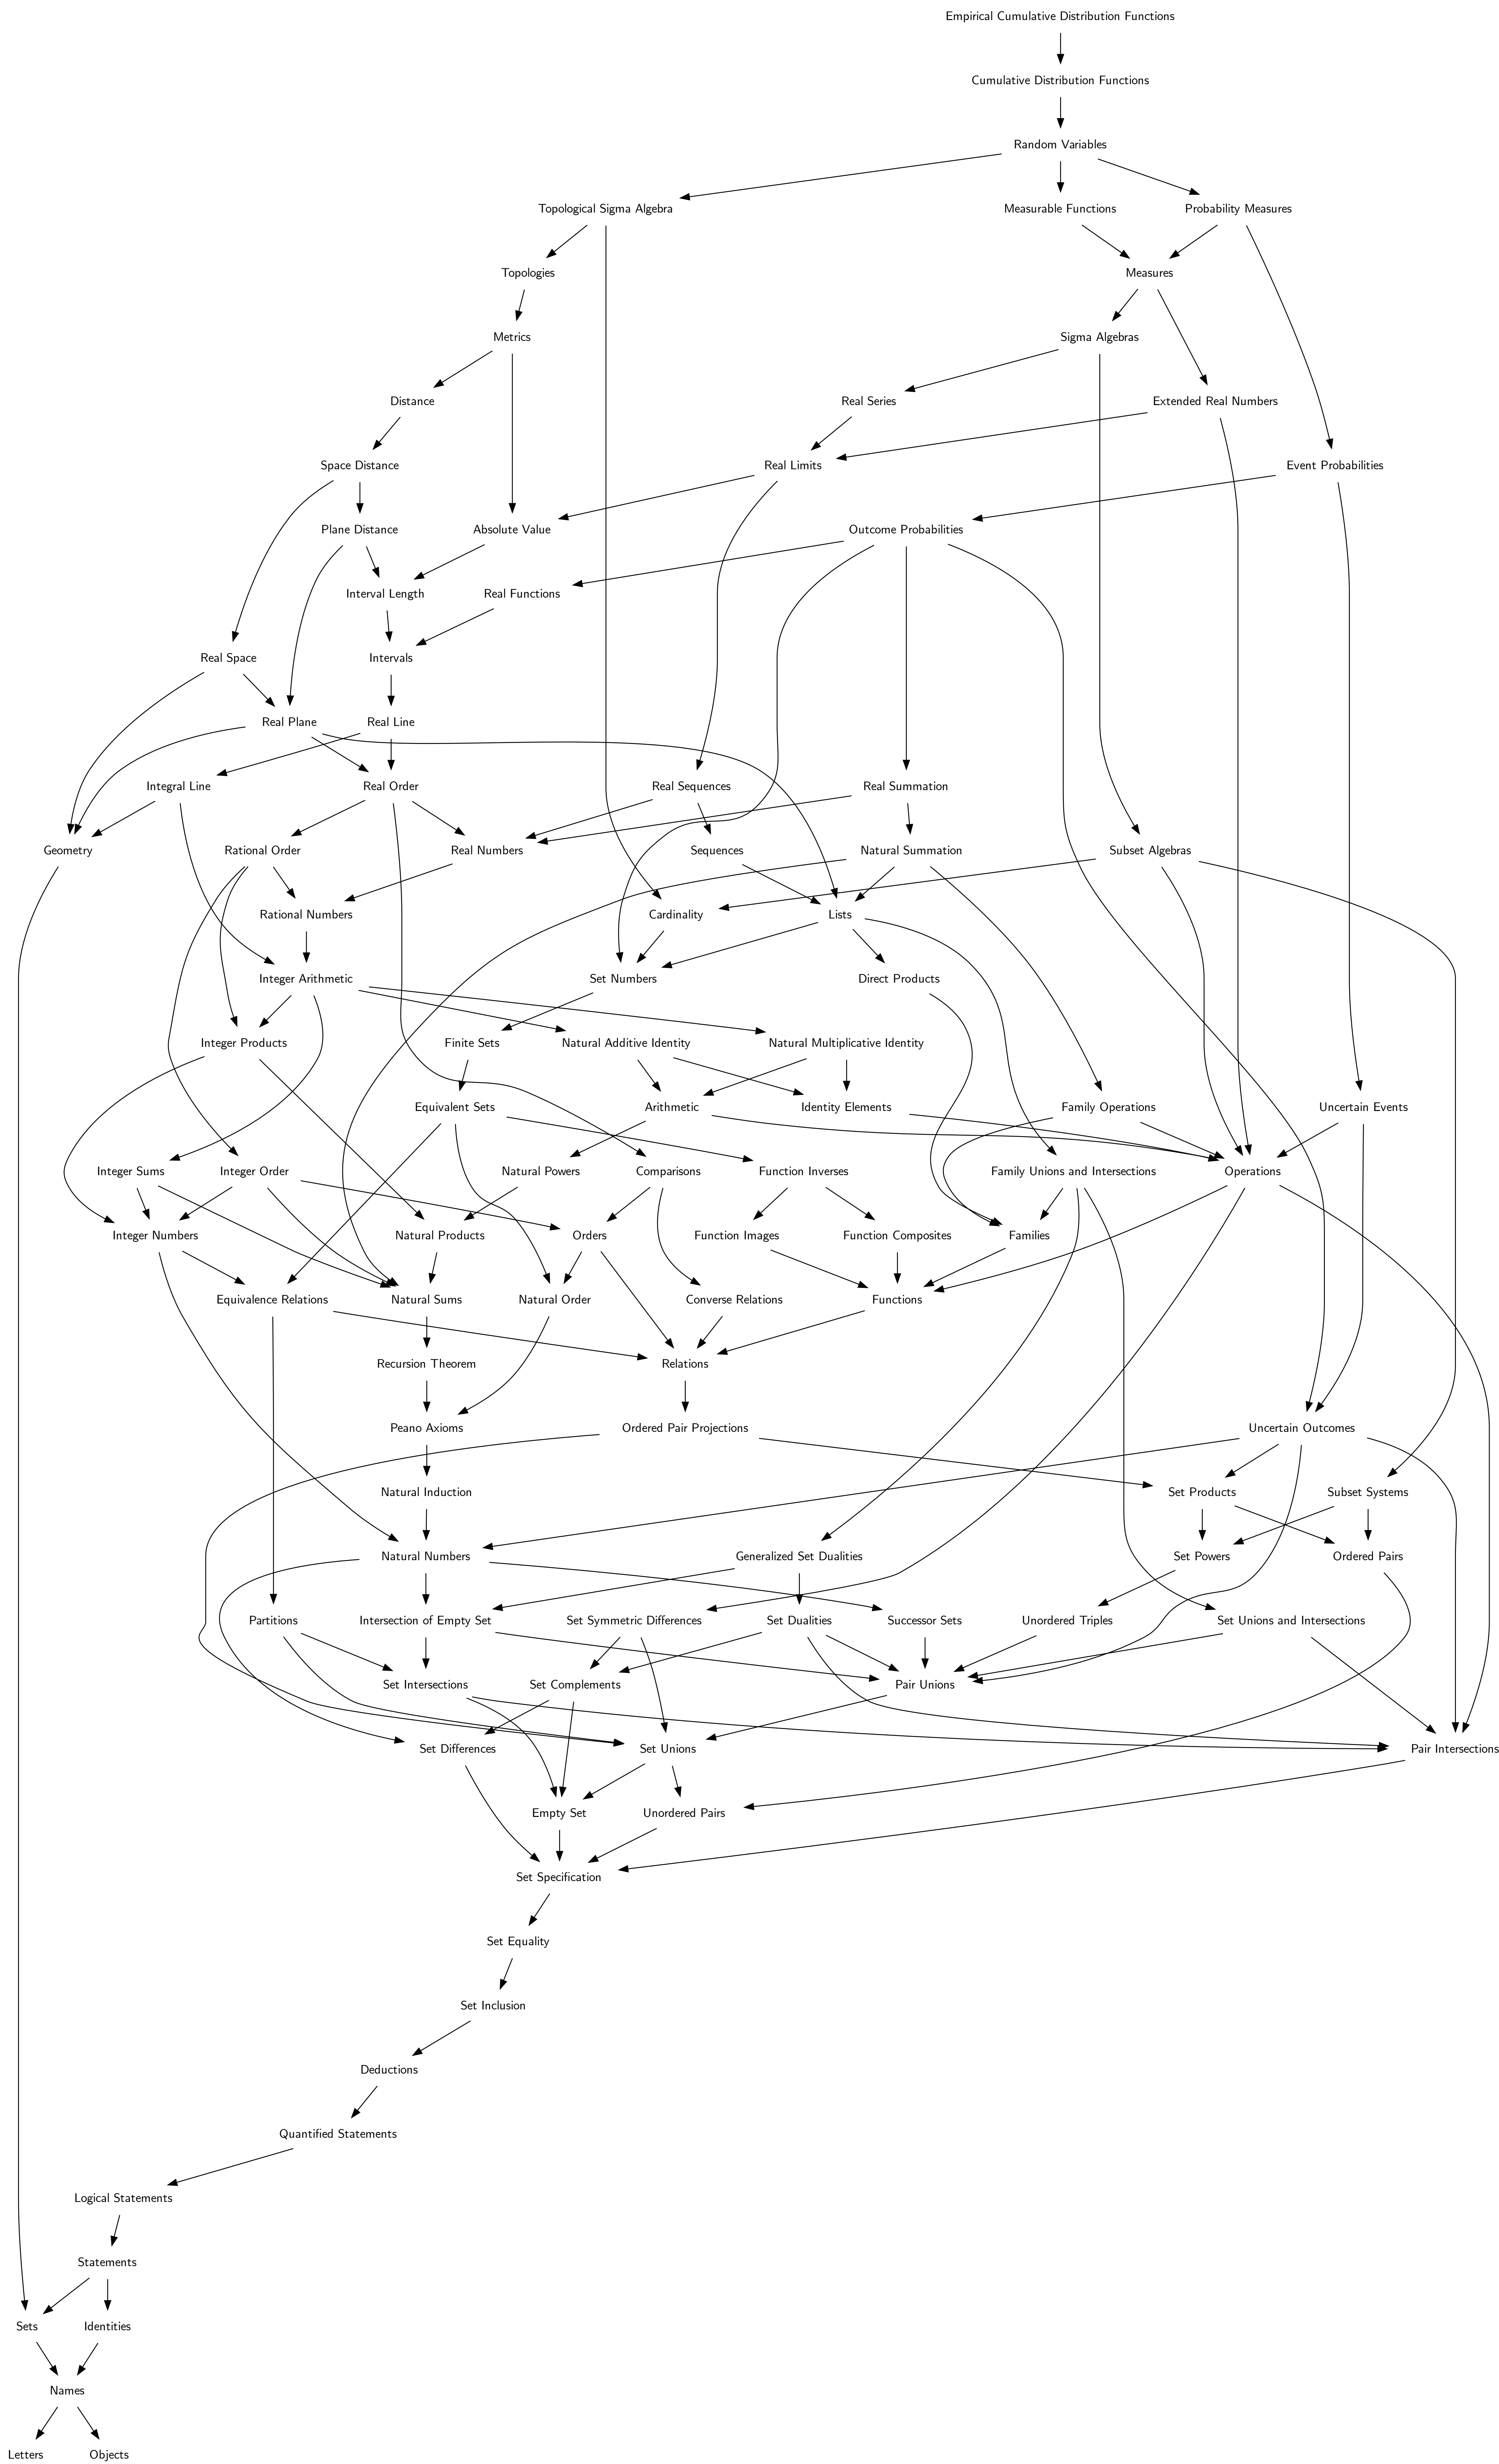 Empirical Cumulative Distribution Functions
Cumulative Distribution Functions
Random Variables
Topological Sigma Algebra
Measurable Functions
Probability Measures
Topologies
Measures
Metrics
Sigma Algebras
Distance
Real Series
Extended Real Numbers
Space Distance
Real Limits
Event Probabilities
Plane Distance
Absolute Value
Outcome Probabilities
Interval Length
Real Functions
Real Space
Intervals
Real Plane
Real Line
Integral Line
Real Order
Real Sequences
Real Summation
Geometry
Rational Order
Real Numbers
Sequences
Natural Summation
Subset Algebras
Rational Numbers
Cardinality
Lists
Integer Arithmetic
Set Numbers
Direct Products
Integer Products
Finite Sets
Natural Additive Identity
Natural Multiplicative Identity
Equivalent Sets
Arithmetic
Identity Elements
Family Operations
Uncertain Events
Integer Sums
Integer Order
Natural Powers
Comparisons
Function Inverses
Family Unions and Intersections
Operations
Integer Numbers
Natural Products
Orders
Function Images
Function Composites
Families
Equivalence Relations
Natural Sums
Natural Order
Converse Relations
Functions
Recursion Theorem
Relations
Peano Axioms
Ordered Pair Projections
Uncertain Outcomes
Natural Induction
Set Products
Subset Systems
Natural Numbers
Generalized Set Dualities
Set Powers
Ordered Pairs
Partitions
Intersection of Empty Set
Set Symmetric Differences
Set Dualities
Successor Sets
Unordered Triples
Set Unions and Intersections
Set Intersections
Set Complements
Pair Unions
Set Differences
Set Unions
Pair Intersections
Empty Set
Unordered Pairs
Set Specification
Set Equality
Set Inclusion
Deductions
Quantified Statements
Logical Statements
Statements
Sets
Identities
Names
Letters
Objects